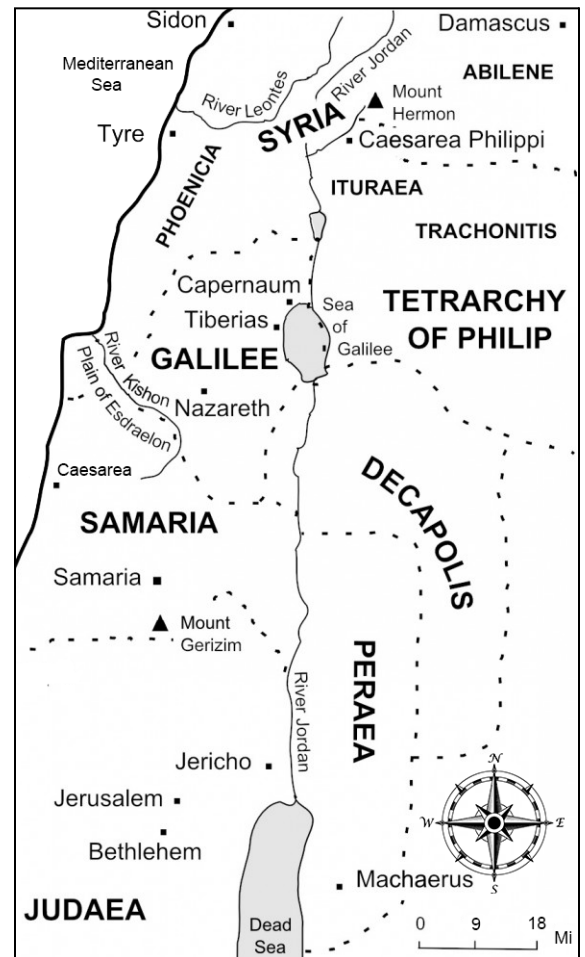 Sidon
Damascus
Mediterranean
Sea
ABILENE
River Leontes
River Jordan
Mount
Hermon
Tyre
SYRIA
Caesarea Philippi
PHOENICIA
ITURAEA
TRACHONITIS
Capernaum
Sea
of
Galilee
TETRARCHY
OF PHILIP
Tiberias
GALILEE
River Kishon
Plain of Esdraelon
Nazareth
Caesarea
DECAPOLIS
SAMARIA
Samaria
Mount
Gerizim
PERAEA
River Jordan
Jericho
N
W
E
S
Jerusalem
Bethlehem
Machaerus
JUDAEA
Dead
Sea
0 9 18
Mi